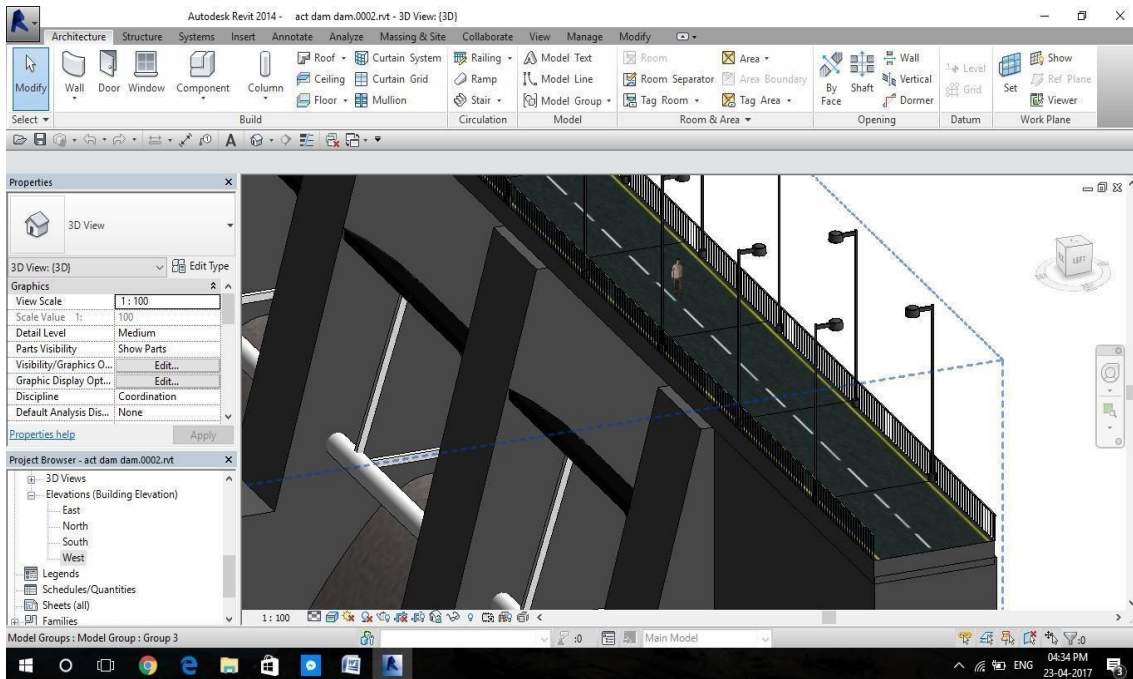 Autodesk Revit 2014 - act dam dam.0002.rvt - 3D View: {3D}
Architecture Structure Systems Insert Annotate Analyze Massing & Site Collaborate View Manage Modify
Modify
Wall
Door
Window
Component
Column
Roof
Ceiling
Floor
Curtain System
Curtain Grid
Mullion
Railing
Ramp
Stair
Model Text
Model Line
Model Group
Room
Room Separator
Tag Room
Area
Area Boundary
Tag Area
By Face
Shaft
Wall
Vertical
Dormer
Level
Grid
Set
Show
Ref Plane
Viewer
Select Build Circulation Model Room & Area Opening Datum Work Plane
A
Properties X
3D View
3D View: {3D} Edit Type
Graphics
View Scale 1 : 100
Scale Value 1: 100
Detail Level Medium
Parts Visibility Show Parts
Visibility/Graphics O... Edit...
Graphic Display Opt... Edit...
Discipline Coordination
Default Analysis Dis... None
Properties help Apply
Project Browser - act dam dam.0002.rvt X
3D Views
Elevations (Building Elevation)
East
North
South
West
Legends
Schedules/Quantities
Sheets (all)
Families
LEFT
1 : 100
Model Groups : Model Group : Group 3 :0 Main Model :0
ENG 04:34 PM
23-04-2017
3